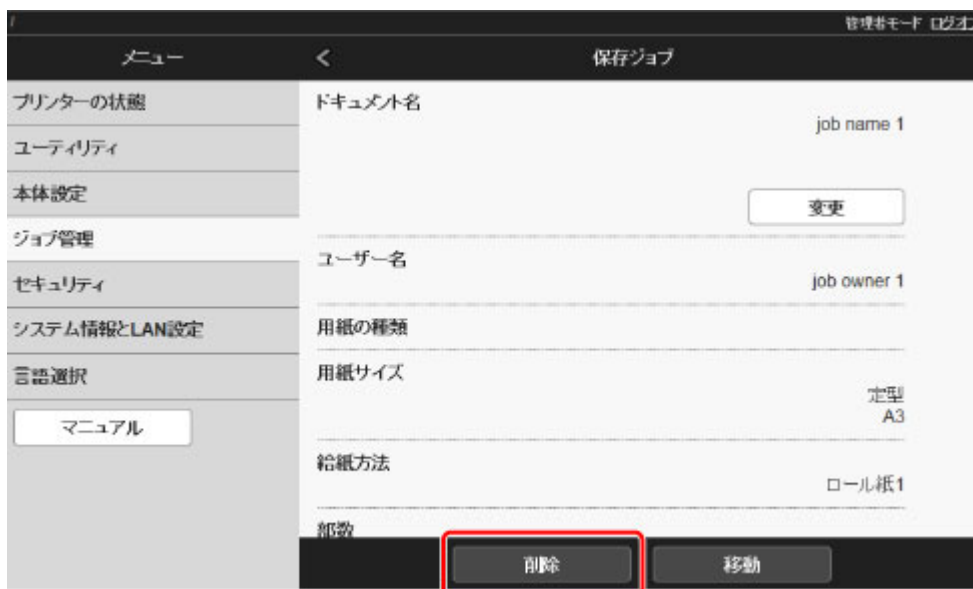 /
管理者モード ログオフ
メニュー
< 保存ジョブ
プリンターの状態
ユーティリティ
本体設定
ジョブ管理
セキュリティ
システム情報とLAN設定
言語選択
マニュアル
ドキュメント名
job name 1
変更
ユーザー名
job owner 1
用紙の種類
用紙サイズ
定型
A3
給紙方法
ロール紙1
部数
削除
移動